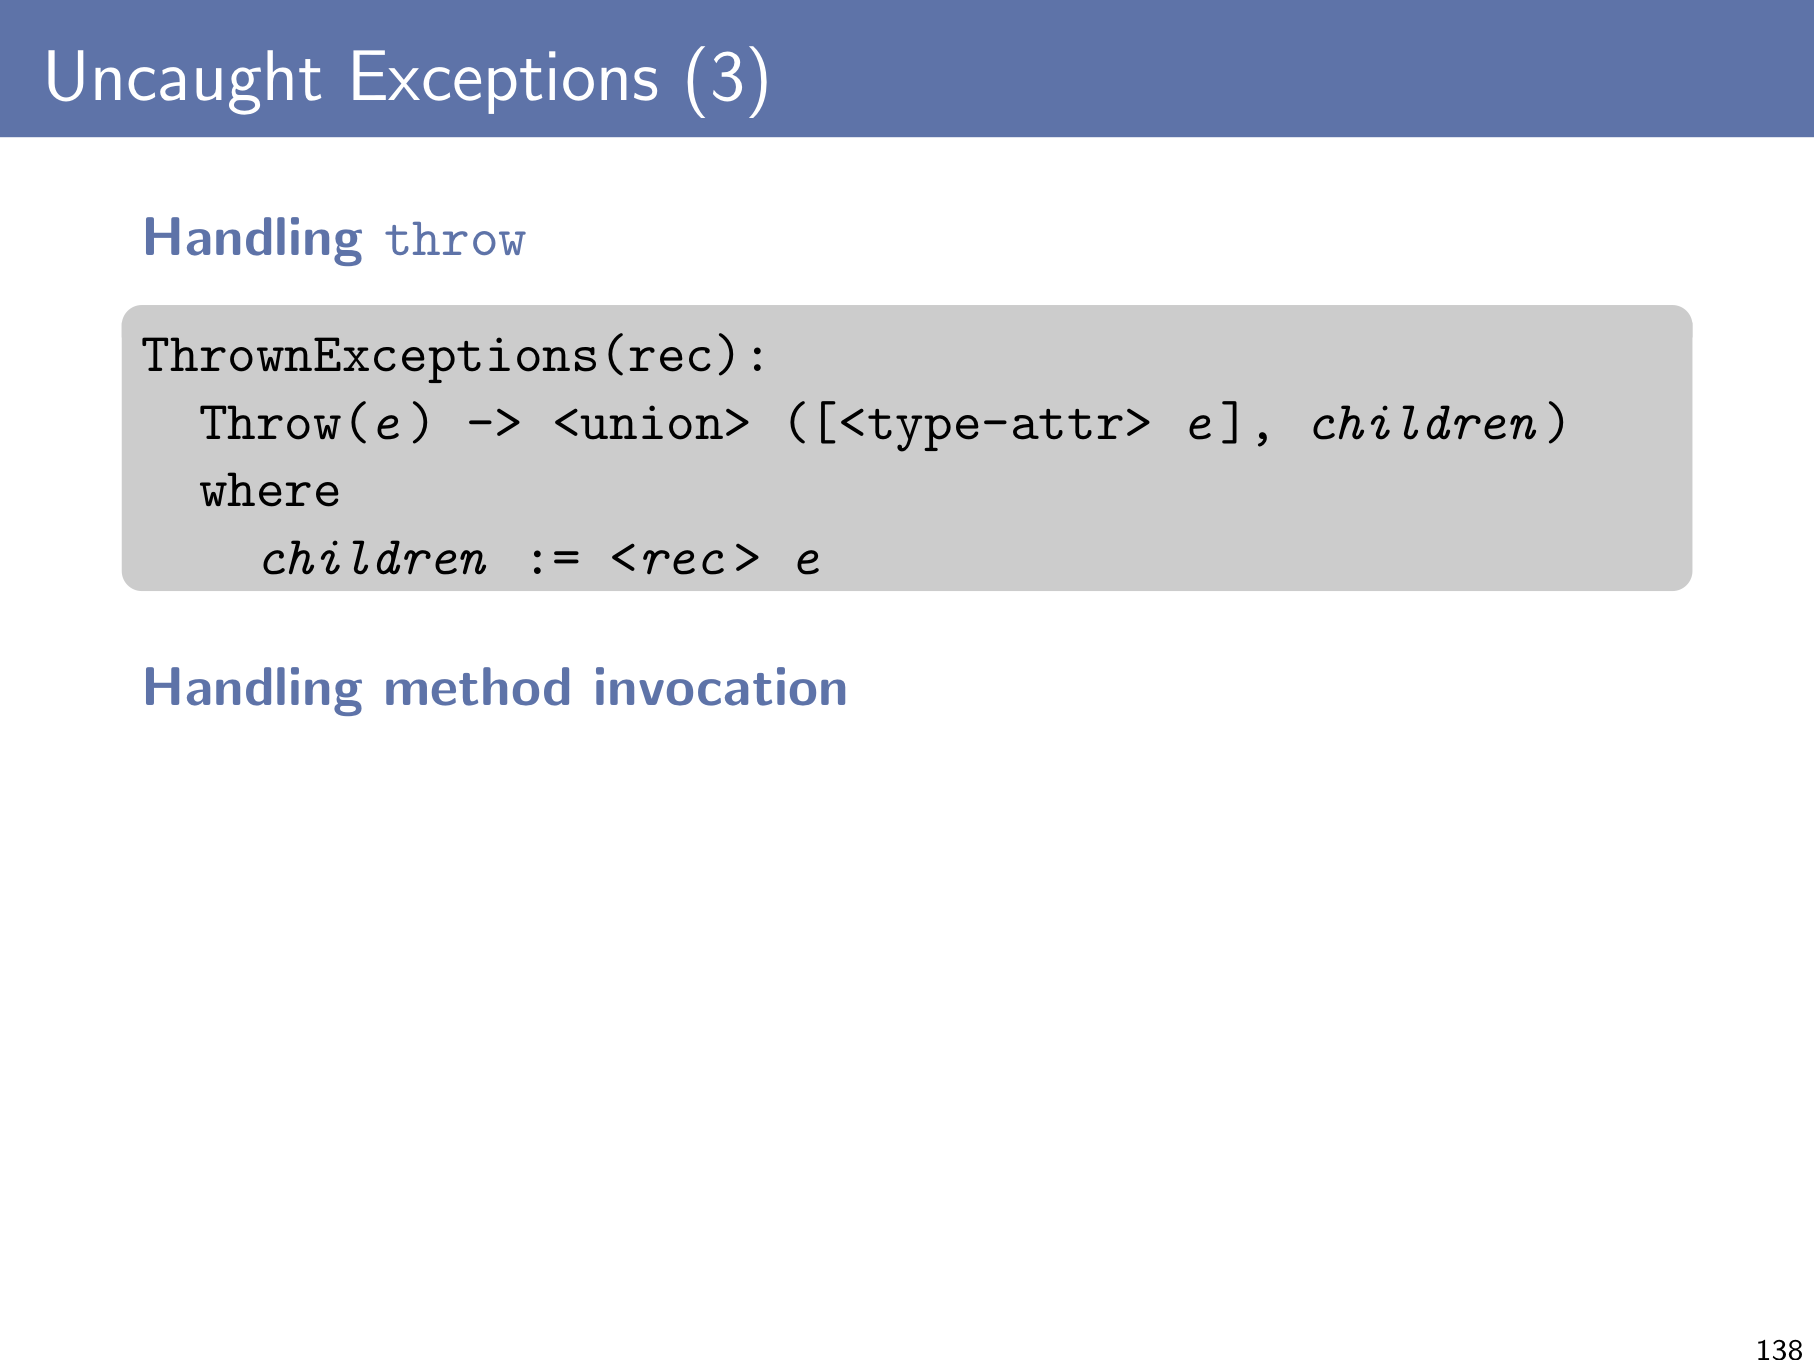 Uncaught Exceptions (3)
Handling throw
ThrownExceptions(rec):
Throw(e) -> <union> ([<type-attr> e], children)
where
children := <rec> e
Handling method invocation
138